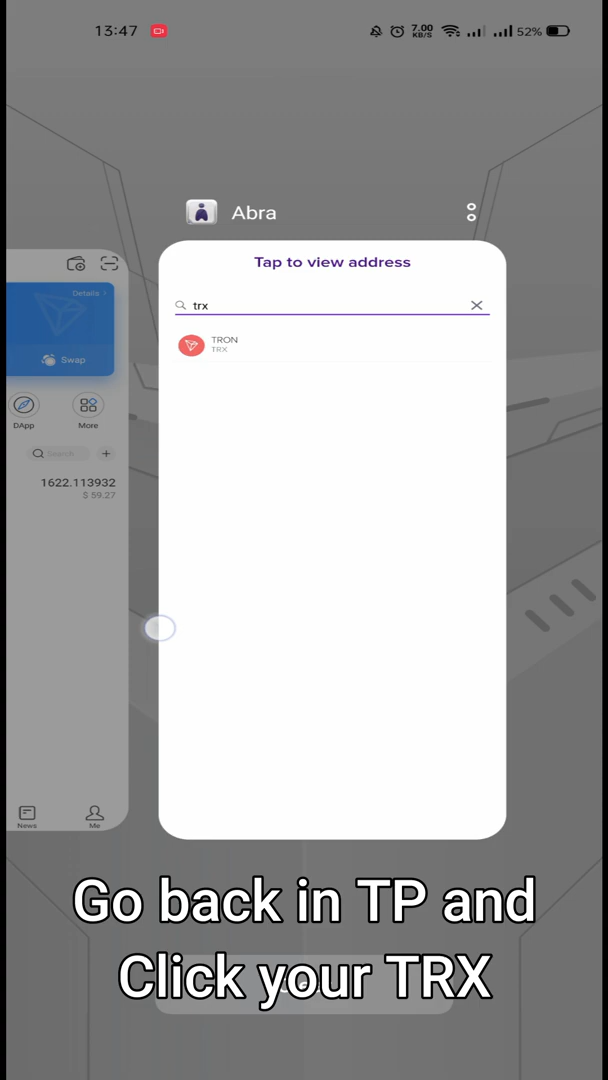 13:47
7.00
KB/S
52%
Abra
Tap to view address
trx
TRON
TRX
Details
Swap
DApp
More
Search
1622.113932
$ 59.27
News
Me
Go back in TP and
Click your TRX